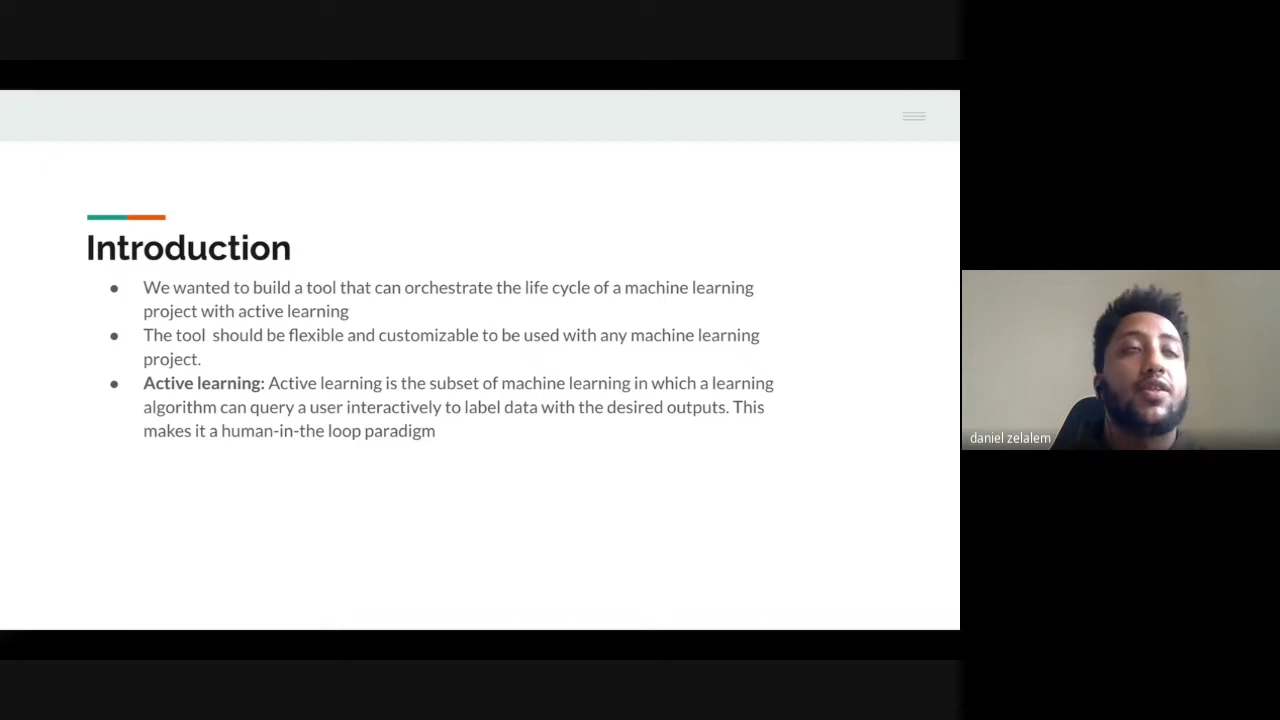 Introduction
● We wanted to build a tool that can orchestrate the life cycle of a machine learning
project with active learning
● The tool should be flexible and customizable to be used with any machine learning
project.
● Active learning: Active learning is the subset of machine learning in which a learning
algorithm can query a user interactively to label data with the desired outputs. This
makes it a human-in-the loop paradigm
daniel zelalem